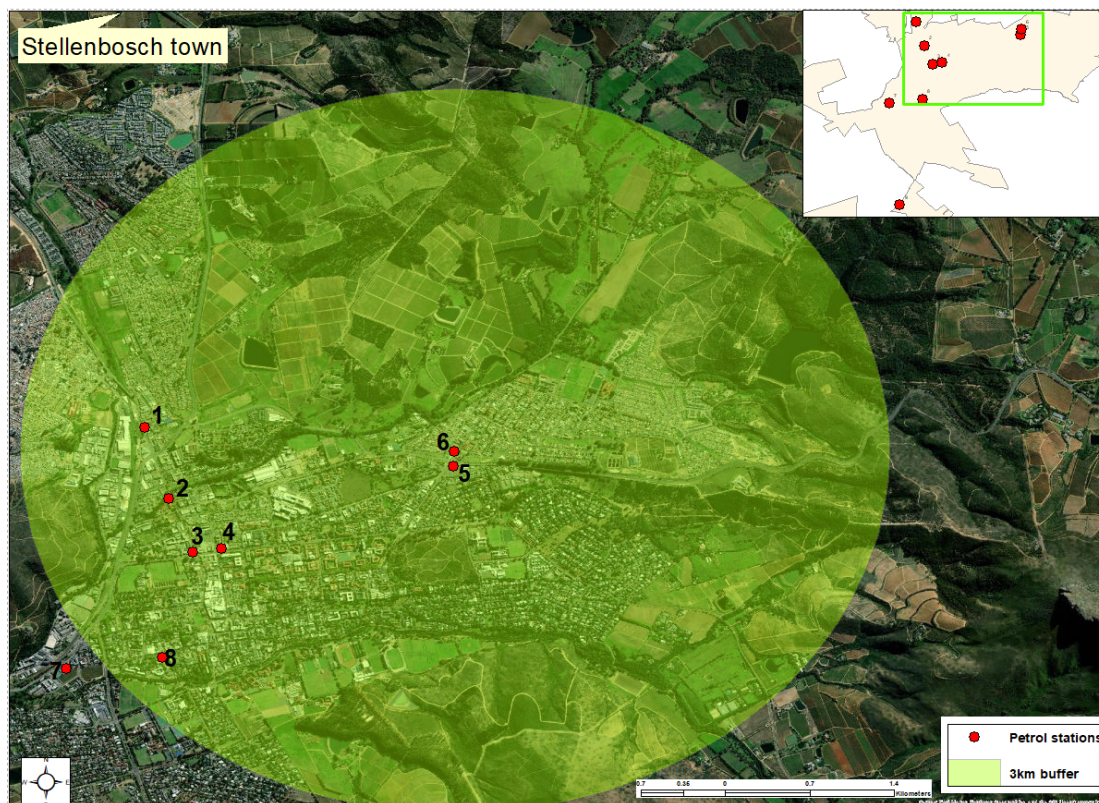 Stellenbosch town
1
6
5
2
3
4
7
8
N
W
E
S
Petrol stations
3km buffer
0.7 0.35 0 0.7 1.4
Kilometers